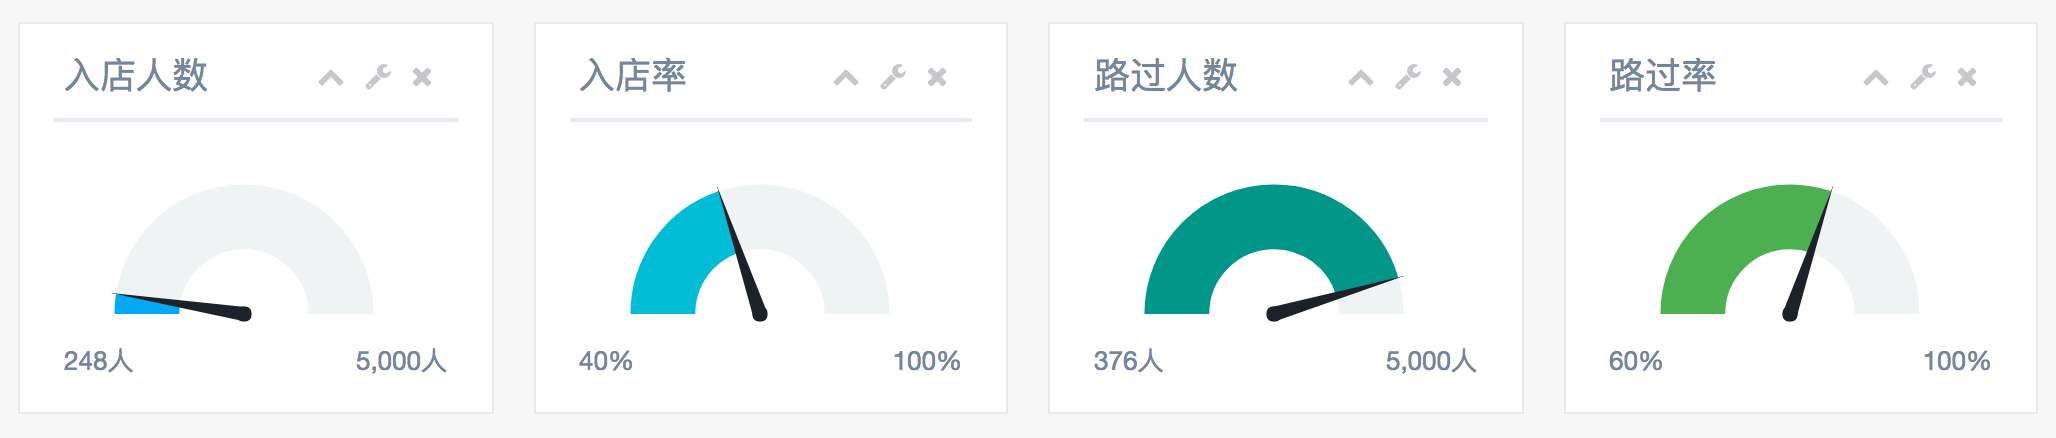 入店人数
248人 5,000人
入店率
40% 100%
路过人数
376人 5,000人
路过率
60% 100%